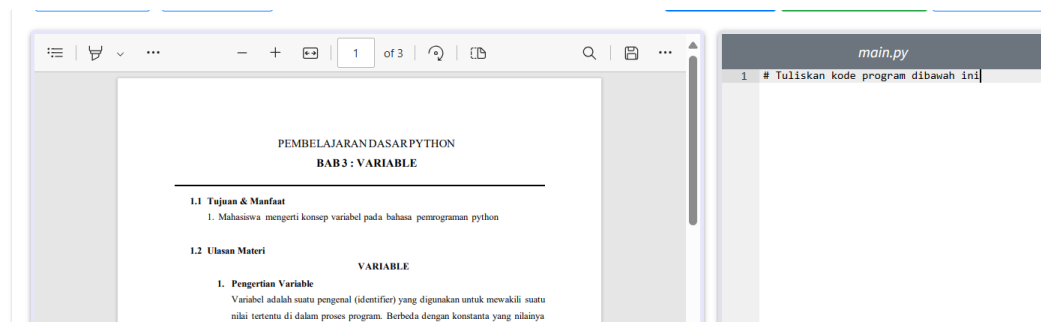 1 of 3
PEMBELAJARAN DASAR PYTHON
BAB 3 : VARIABLE
1.1 Tujuan & Manfaat
1. Mahasiswa mengerti konsep variabel pada bahasa pemrograman python
1.2 Ulasan Materi
VARIABLE
1. Pengertian Variable
Variabel adalah suatu pengenal (identifier) yang digunakan untuk mewakili suatu
nilai tertentu di dalam proses program. Berbeda dengan konstanta yang nilainya
main.py
1 # Tuliskan kode program dibawah ini